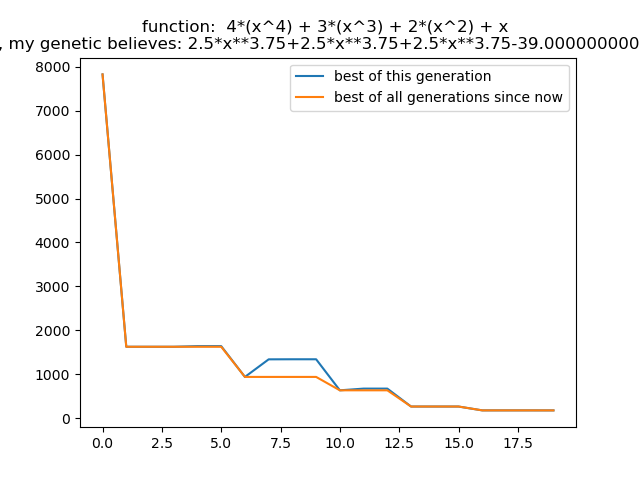 function:  4*(x^4) + 3*(x^3) + 2*(x^2) + x
, my genetic believes: 2.5*x**3.75+2.5*x**3.75+2.5*x**3.75-39.000000000
best of this generation
best of all generations since now
8000
7000
6000
5000
4000
3000
2000
1000
0
0.0 2.5 5.0 7.5 10.0 12.5 15.0 17.5